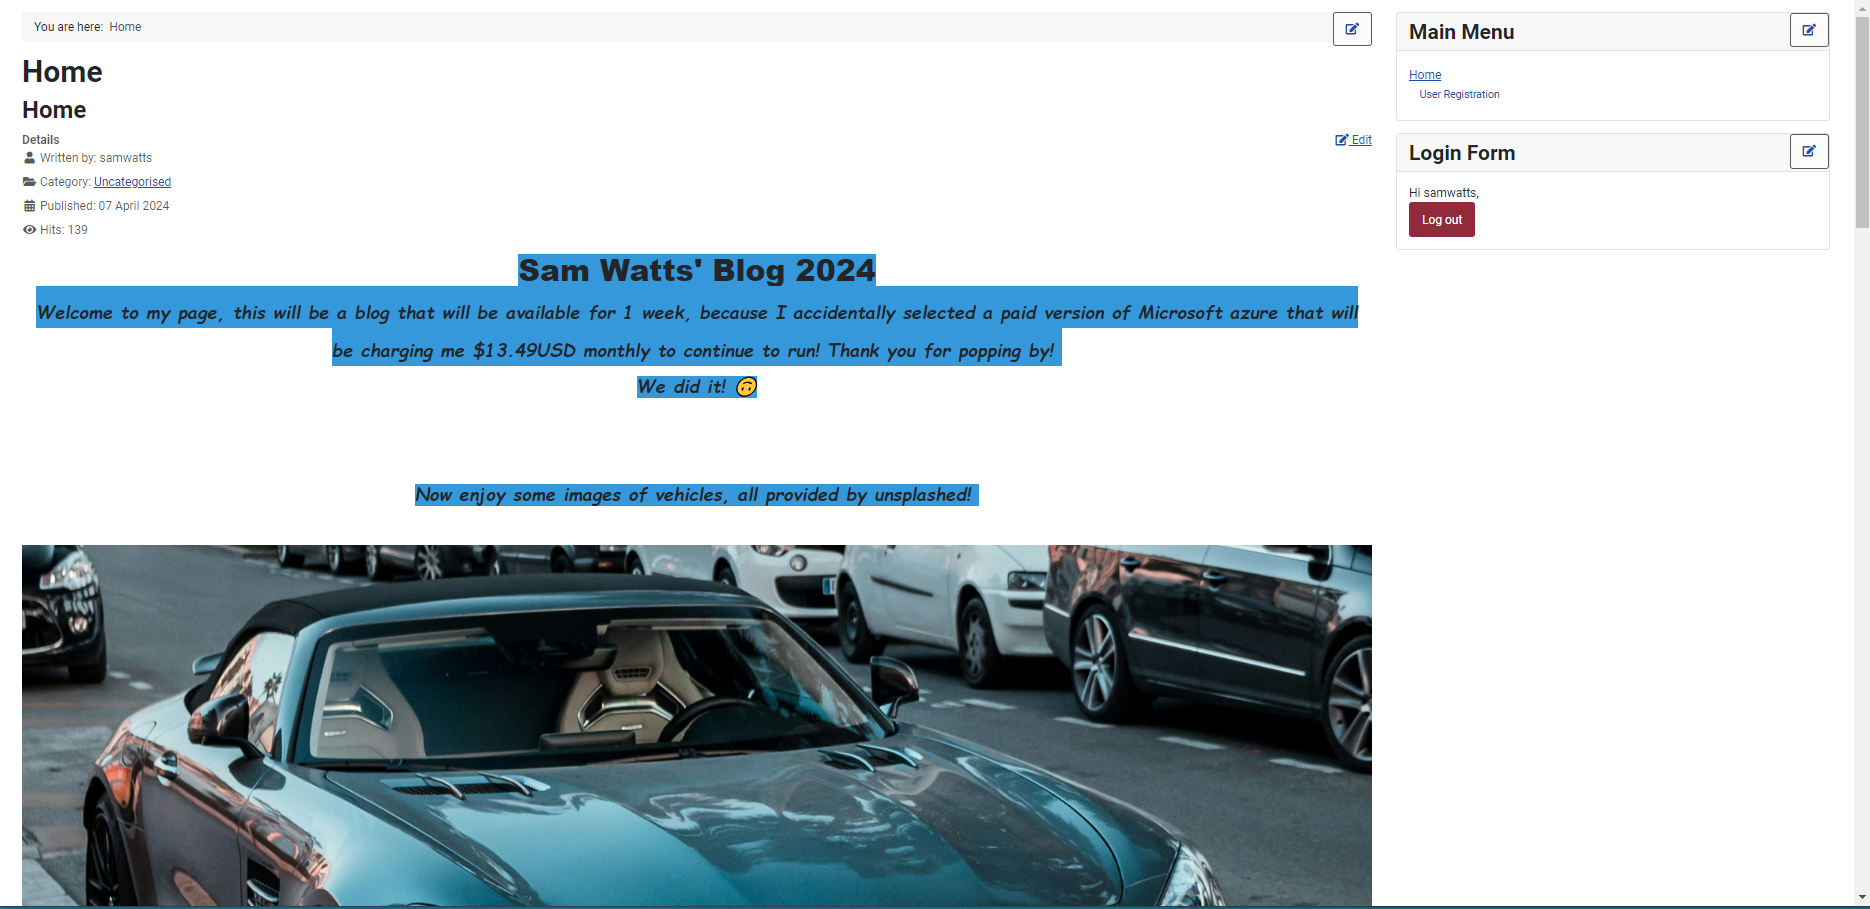 You are here: Home
Home
Home
Details
Edit
Written by: samwatts
Category: Uncategorised
Published: 07 April 2024
Hits: 139
Sam Watts' Blog 2024
Welcome to my page, this will be a blog that will be available for 1 week, because I accidentally selected a paid version of Microsoft azure that will
be charging me $13.49USD monthly to continue to run! Thank you for popping by!
We did it! 🙃
Now enjoy some images of vehicles, all provided by unsplashed!
Main Menu
Home
User Registration
Login Form
Hi samwatts,
Log out